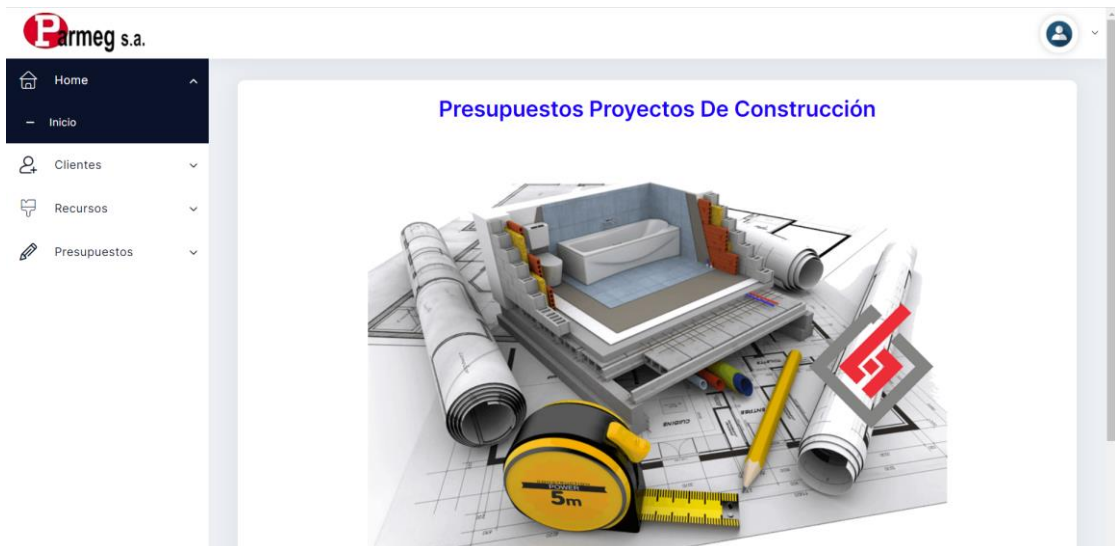 Parmeg s.a.
Home
Inicio
Clientes
Recursos
Presupuestos
Presupuestos Proyectos De Construcción
POWER
5m